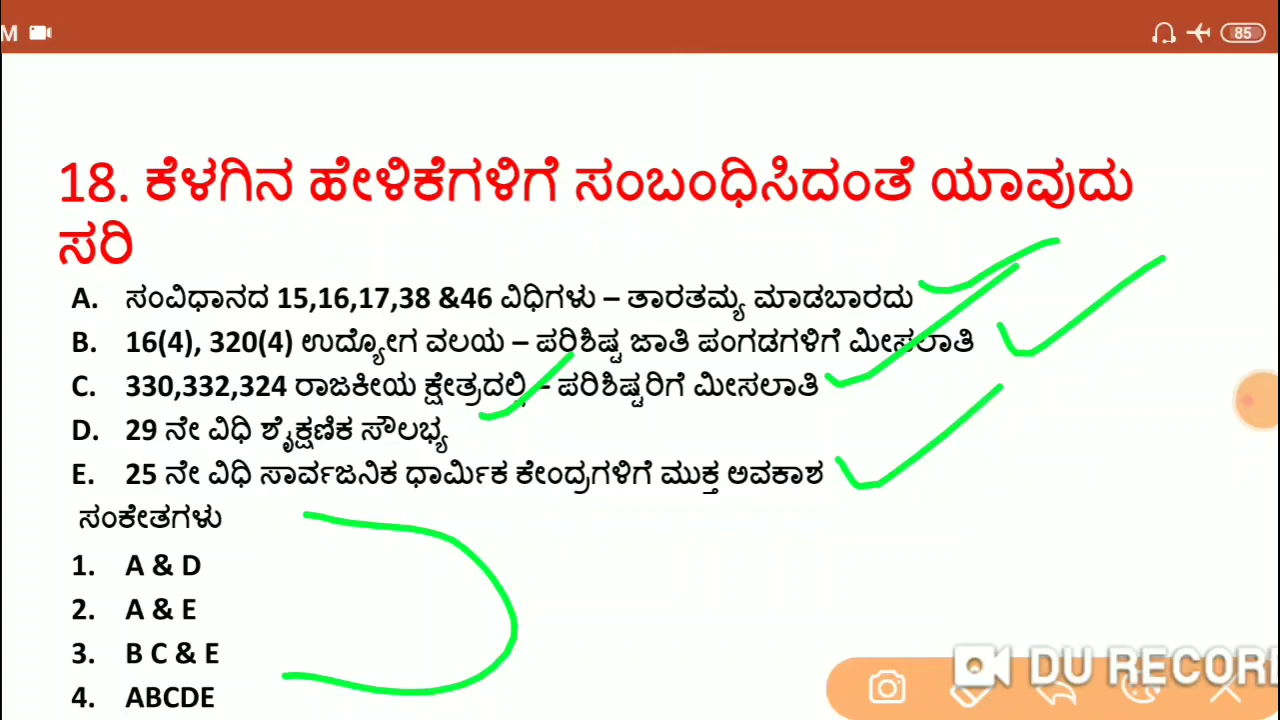 M
85
18. ಕೆಳಗಿನ ಹೇಳಿಕೆಗಳಿಗೆ ಸಂಬಂಧಿಸಿದಂತೆ ಯಾವುದು
ಸರಿ
A. ಸಂವಿಧಾನದ 15,16,17,38 &46 ವಿಧಿಗಳು – ತಾರತಮ್ಯ ಮಾಡಬಾರದು
B. 16(4), 320(4) ಉದ್ಯೋಗ ವಲಯ – ಪರಿಶಿಷ್ಟ ಜಾತಿ ಪಂಗಡಗಳಿಗೆ ಮೀಸಲಾತಿ
C. 330,332,324 ರಾಜಕೀಯ ಕ್ಷೇತ್ರದಲ್ಲಿ – ಪರಿಶಿಷ್ಟರಿಗೆ ಮೀಸಲಾತಿ
D. 29 ನೇ ವಿಧಿ ಶೈಕ್ಷಣಿಕ ಸೌಲಭ್ಯ
E. 25 ನೇ ವಿಧಿ ಸಾರ್ವಜನಿಕ ಧಾರ್ಮಿಕ ಕೇಂದ್ರಗಳಿಗೆ ಮುಕ್ತ ಅವಕಾಶ
ಸಂಕೇತಗಳು
1. A & D
2. A & E
3. B C & E
4. ABCDE
DU RECOR